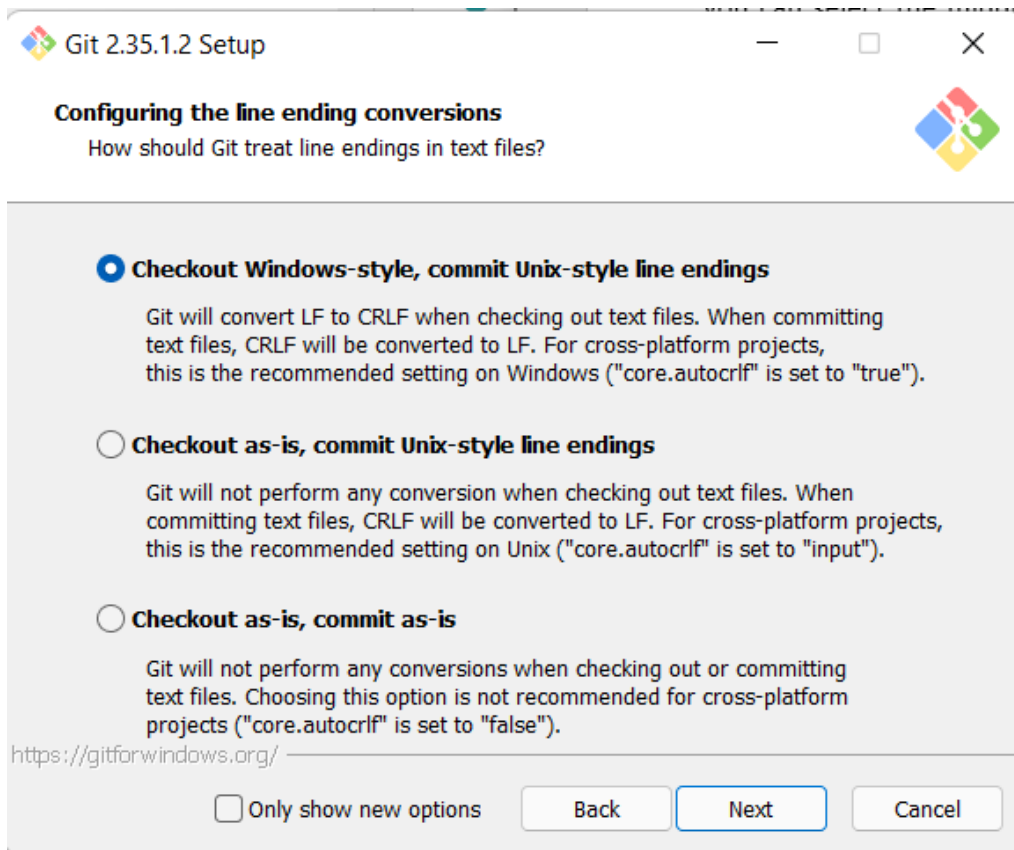 Git 2.35.1.2 Setup
Configuring the line ending conversions
How should Git treat line endings in text files?
Checkout Windows-style, commit Unix-style line endings
Git will convert LF to CRLF when checking out text files. When committing
text files, CRLF will be converted to LF. For cross-platform projects,
this is the recommended setting on Windows ("core.autocrlf" is set to "true").
Checkout as-is, commit Unix-style line endings
Git will not perform any conversion when checking out text files. When
committing text files, CRLF will be converted to LF. For cross-platform projects,
this is the recommended setting on Unix ("core.autocrlf" is set to "input").
Checkout as-is, commit as-is
Git will not perform any conversions when checking out or committing
text files. Choosing this option is not recommended for cross-platform
projects ("core.autocrlf" is set to "false").
https://gitforwindows.org/
Only show new options
Back
Next
Cancel